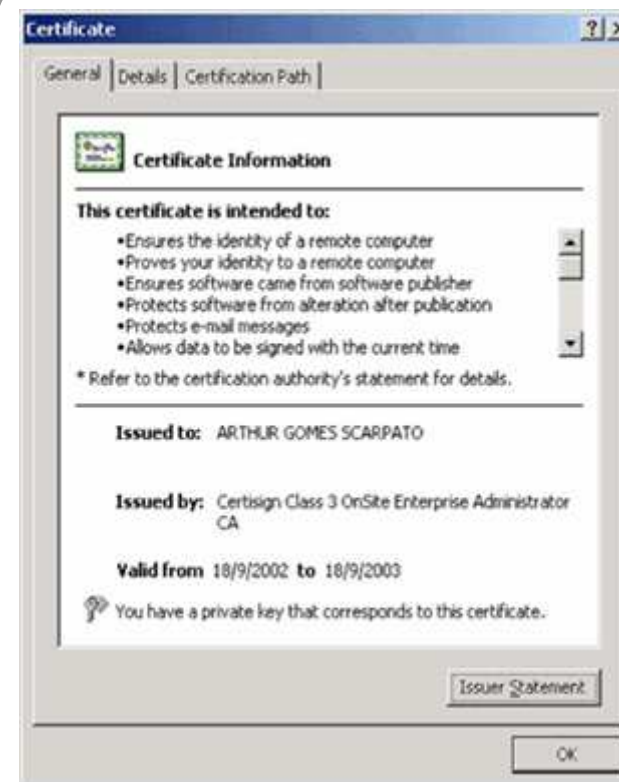 Certificate
General Details Certification Path
Certificate Information
This certificate is intended to:
•Ensures the identity of a remote computer
•Proves your identity to a remote computer
•Ensures software came from software publisher
•Protects software from alteration after publication
•Protects e-mail messages
•Allows data to be signed with the current time
* Refer to the certification authority's statement for details.
Issued to: ARTHUR GOMES SCARPATO
Issued by: Certisign Class 3 OnSite Enterprise Administrator
CA
Valid from 18/9/2002 to 18/9/2003
You have a private key that corresponds to this certificate.
Issuer Statement
OK